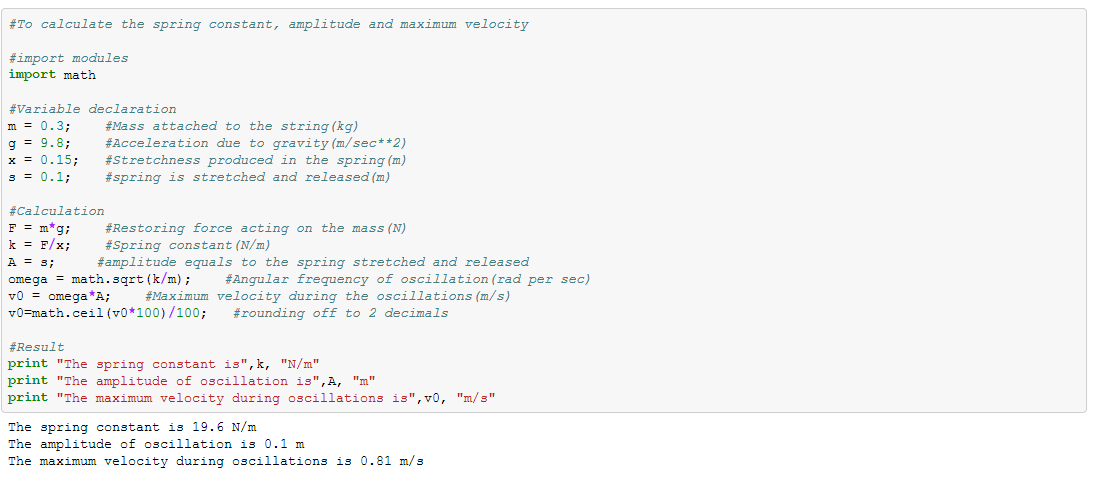 #To calculate the spring constant, amplitude and maximum velocity
#import modules
import math
#Variable declaration
m = 0.3;    #Mass attached to the string(kg)
g = 9.8;    #Acceleration due to gravity(m/sec**2)
x = 0.15;   #Stretchness produced in the spring(m)
s = 0.1;    #spring is stretched and released(m)
#Calculation
F = m*g;    #Restoring force acting on the mass(N)
k = F/x;    #Spring constant(N/m)
A = s;     #amplitude equals to the spring stretched and released
omega = math.sqrt(k/m);    #Angular frequency of oscillation(rad per sec)
v0 = omega*A;    #Maximum velocity during the oscillations(m/s)
v0=math.ceil(v0*100)/100;   #rounding off to 2 decimals
#Result
print "The spring constant is",k, "N/m"
print "The amplitude of oscillation is",A, "m"
print "The maximum velocity during oscillations is",v0, "m/s"
The spring constant is 19.6 N/m
The amplitude of oscillation is 0.1 m
The maximum velocity during oscillations is 0.81 m/s